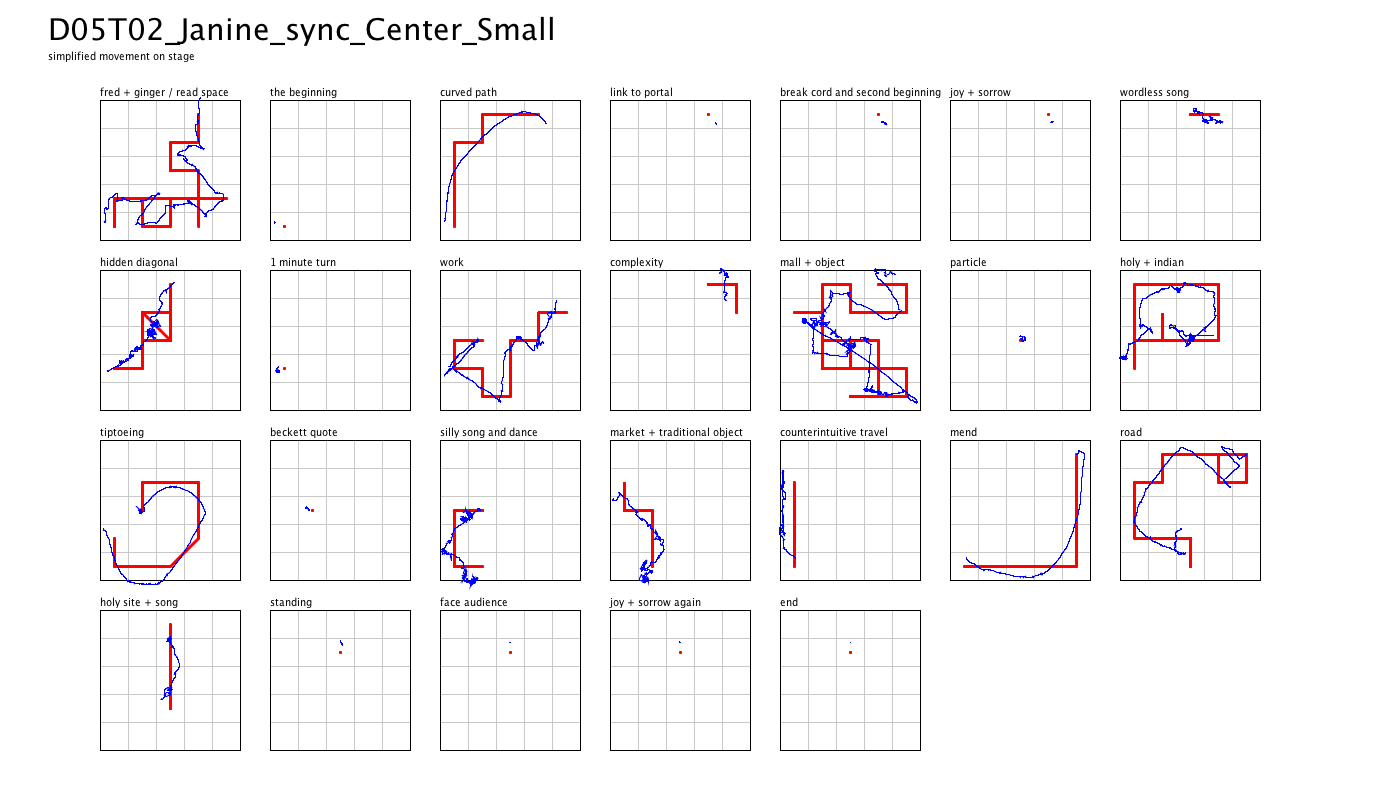 D05T02_Janine_sync_Center_Small
simplified movement on stage
fred + ginger / read space
the beginning
curved path
link to portal
break cord and second beginning
joy + sorrow
wordless song
hidden diagonal
1 minute turn
work
complexity
mall + object
particle
holy + indian
tiptoeing
beckett quote
silly song and dance
market + traditional object
counterintuitive travel
mend
road
holy site + song
standing
face audience
joy + sorrow again
end